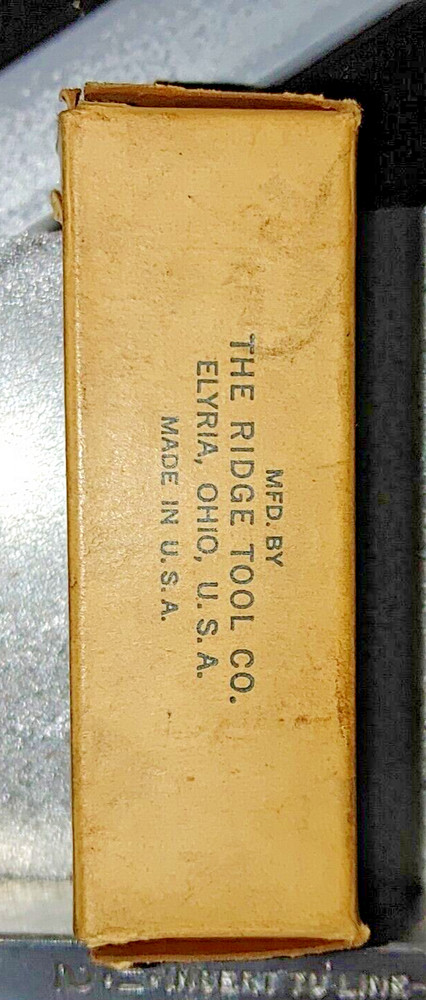 MFD. BY
THE RIDGE TOOL CO.
ELYRIA, OHIO, U.S.A.
MADE IN U.S.A.